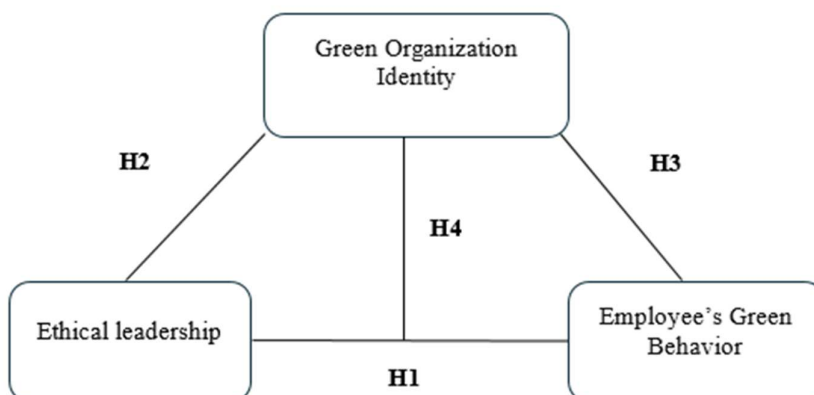 Green Organization
Identity
H2
H3
H4
Ethical leadership
Employee’s Green
Behavior
H1